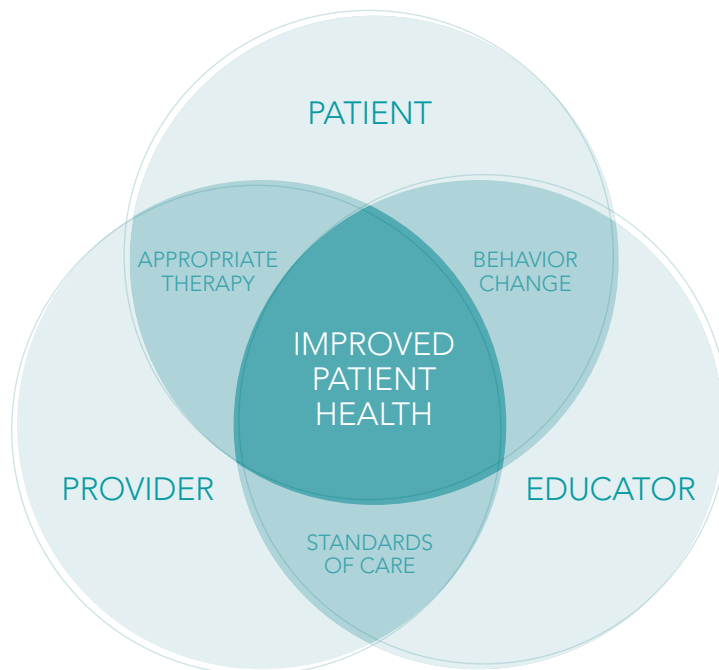 PATIENT
APPROPRIATE
THERAPY
BEHAVIOR
CHANGE
IMPROVED
PATIENT
HEALTH
PROVIDER
EDUCATOR
STANDARDS
OF CARE